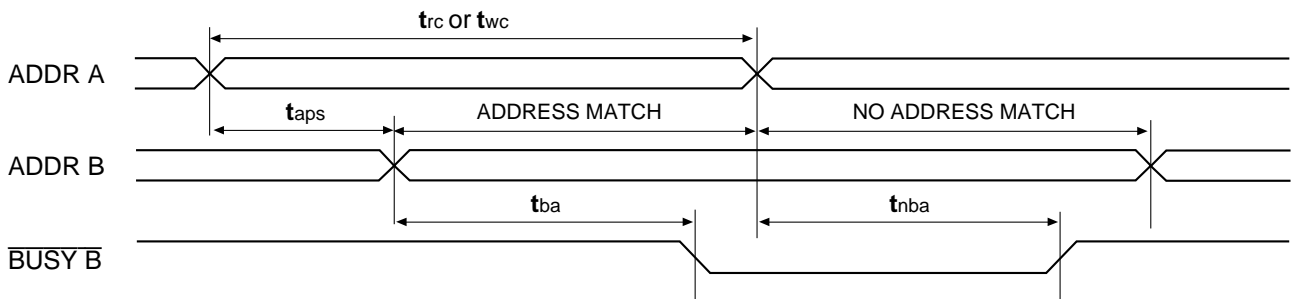 trc or twc
ADDR A
taps ADDRESS MATCH NO ADDRESS MATCH
ADDR B
tba tnba
BUSY B